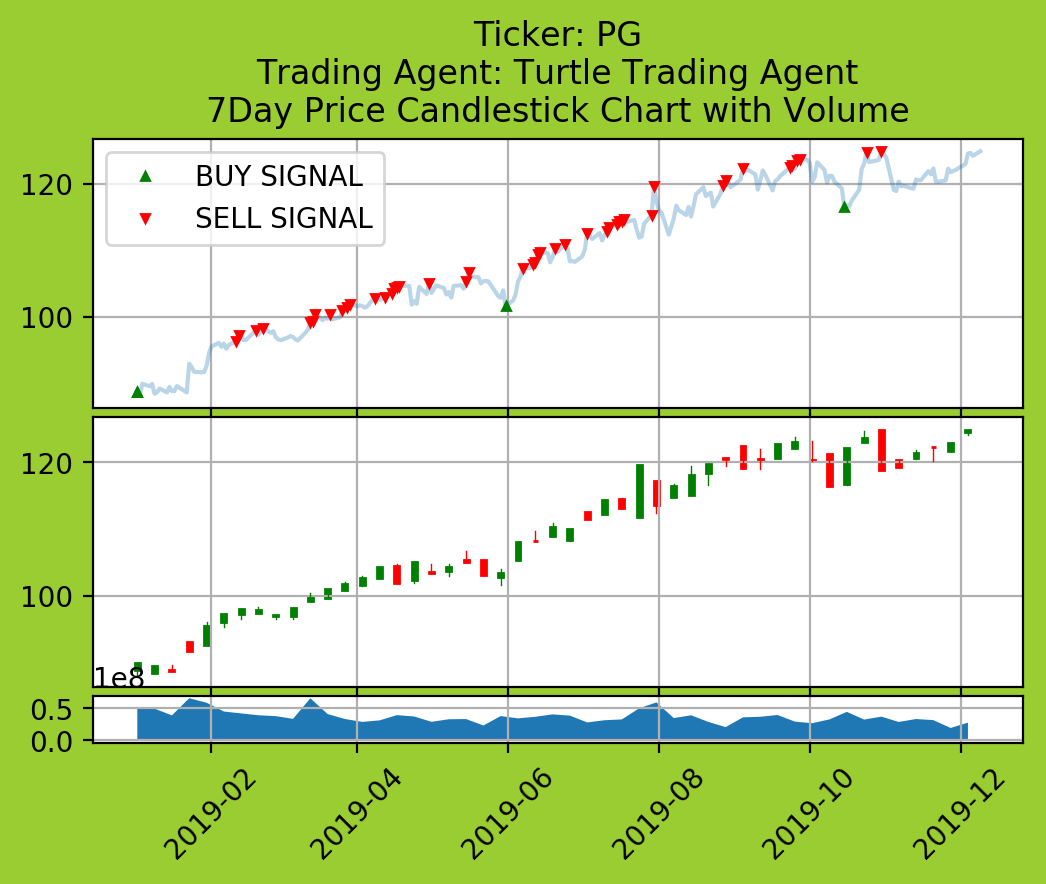 Ticker: PG
Trading Agent: Turtle Trading Agent
7Day Price Candlestick Chart with Volume
BUY SIGNAL
SELL SIGNAL
120
100
120
100
1e8
0.5
0.0
2019-02
2019-04
2019-06
2019-08
2019-10
2019-12